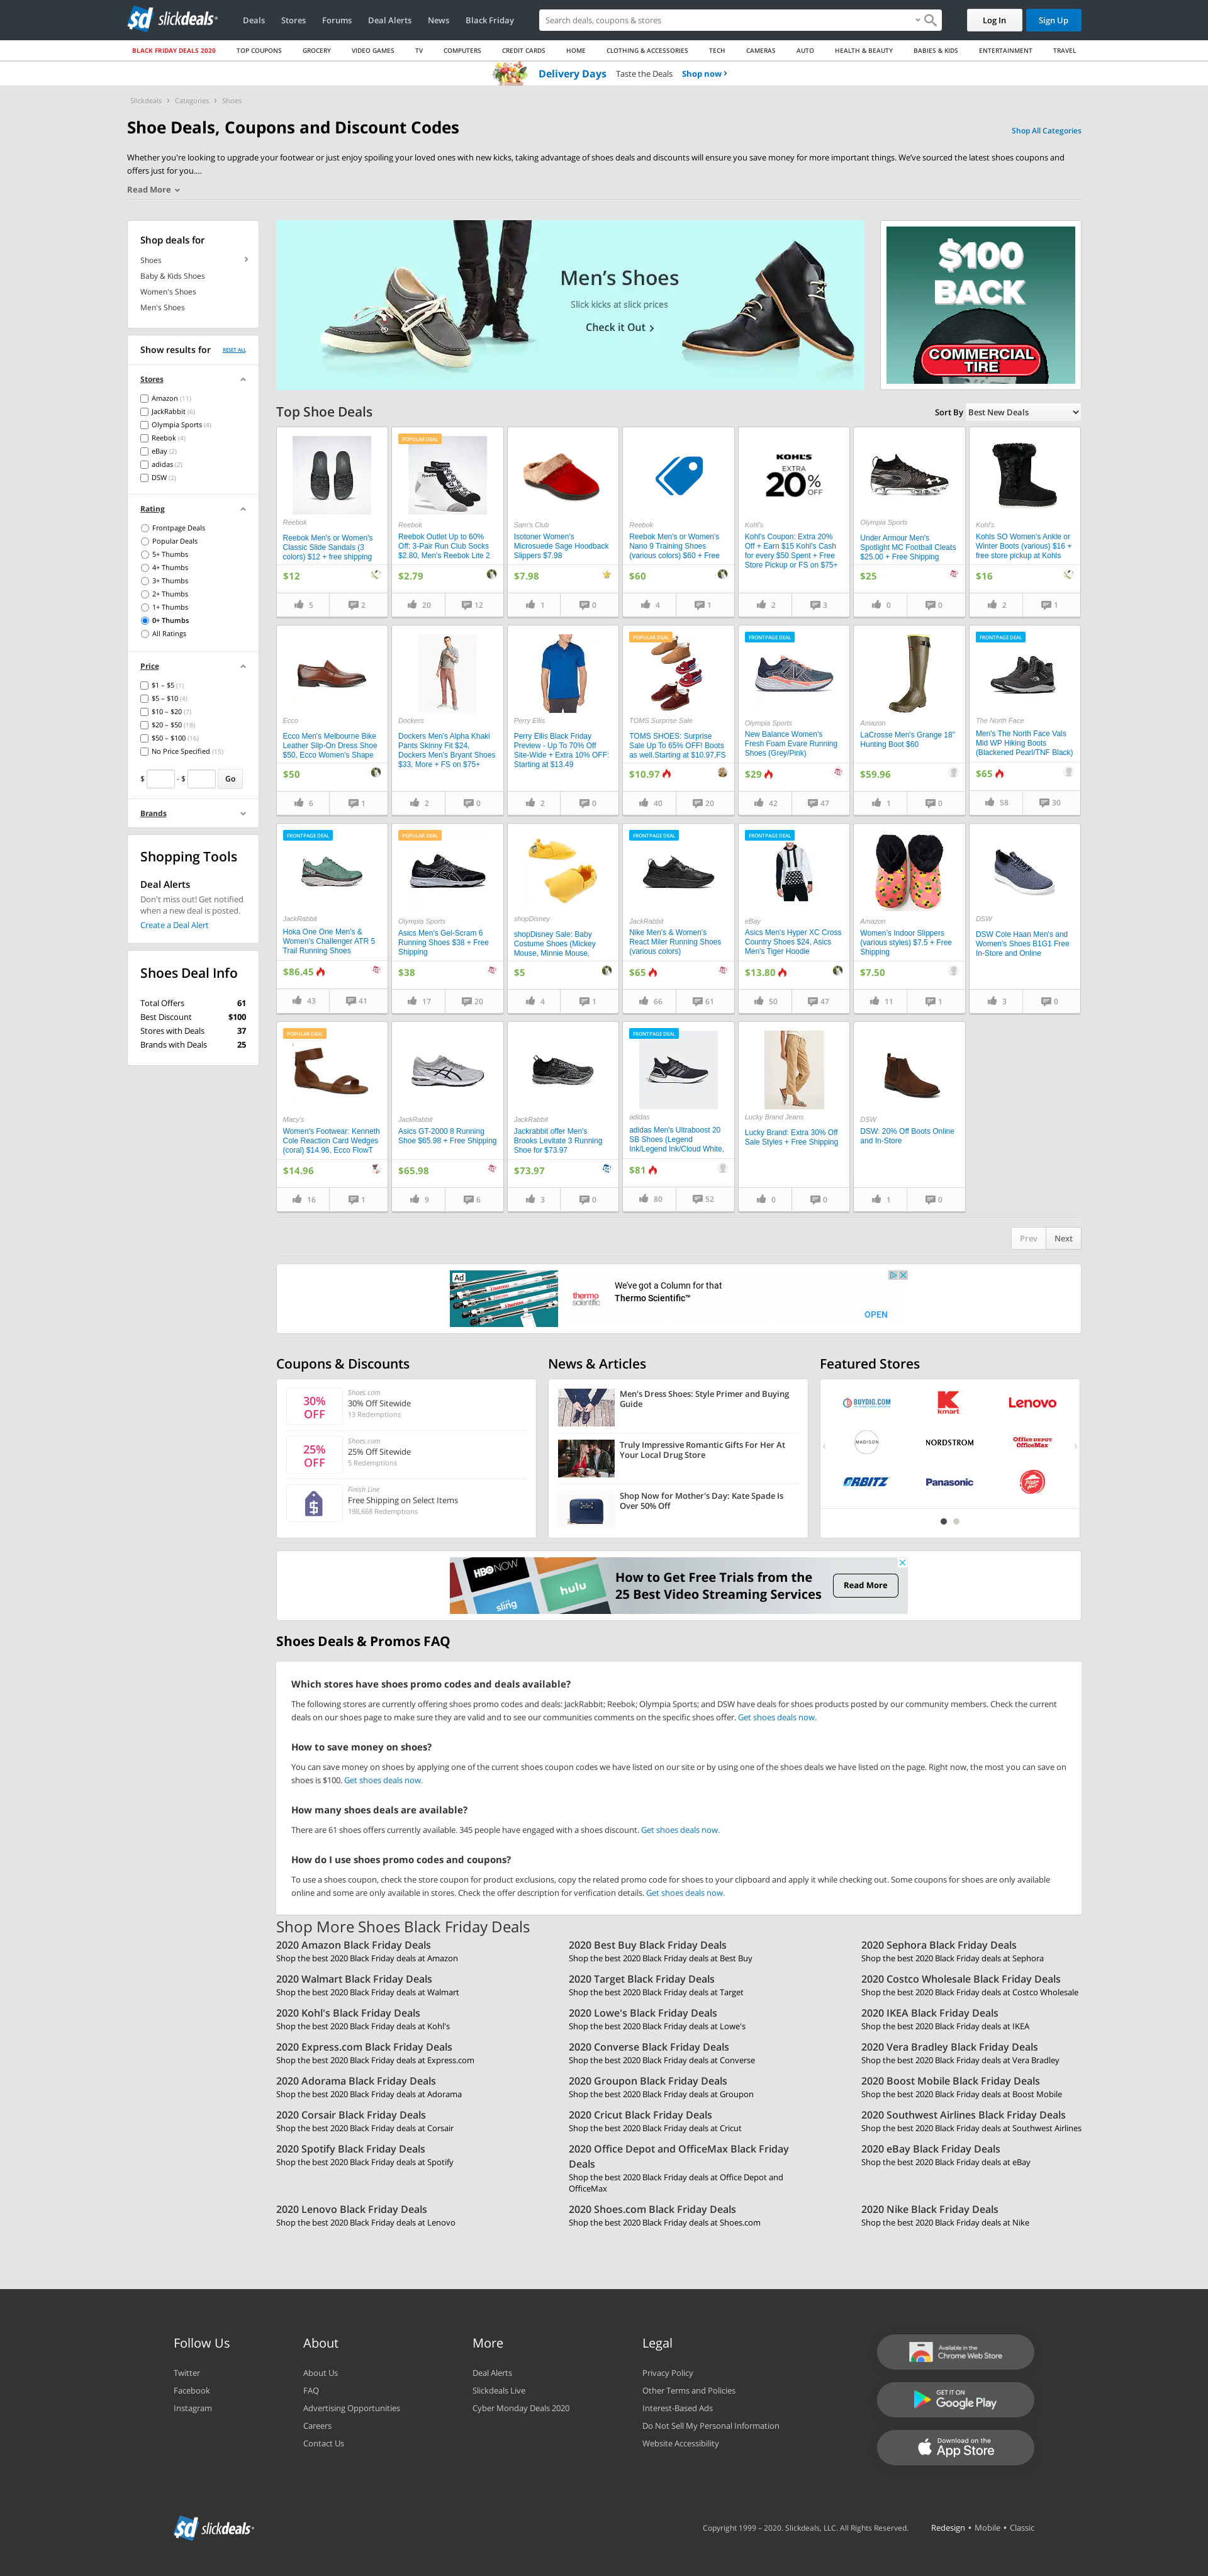 slickdeals
Deals
Stores
Forums
Deal Alerts
News
Black Friday
Search deals, coupons & stores
Log In
Sign Up
BLACK FRIDAY DEALS 2020
TOP COUPONS
GROCERY
VIDEO GAMES
TV
COMPUTERS
CREDIT CARDS
HOME
CLOTHING & ACCESSORIES
TECH
CAMERAS
AUTO
HEALTH & BEAUTY
BABIES & KIDS
ENTERTAINMENT
TRAVEL
Delivery Days Taste the Deals Shop now
Slickdeals > Categories > Shoes
Shoe Deals, Coupons and Discount Codes
Shop All Categories
Whether you're looking to upgrade your footwear or just enjoy spoiling your loved ones with new kicks, taking advantage of shoes deals and discounts will ensure you save money for more important things. We've sourced the latest shoes coupons and
offers just for you....
Read More
Shop deals for
Shoes
Baby & Kids Shoes
Women's Shoes
Men's Shoes
Show results for
RESET ALL
Stores
Amazon (11)
JackRabbit (6)
Olympia Sports (4)
Reebok (4)
eBay (2)
adidas (2)
DSW (2)
Rating
Frontpage Deals
Popular Deals
5+ Thumbs
4+ Thumbs
3+ Thumbs
2+ Thumbs
1+ Thumbs
0+ Thumbs
All Ratings
Price
$1 – $5 (1)
$5 – $10 (4)
$10 – $20 (7)
$20 – $50 (18)
$50 – $100 (16)
No Price Specified (15)
$ - $ Go
Brands
Shopping Tools
Deal Alerts
Don't miss out! Get notified
when a new deal is posted.
Create a Deal Alert
Shoes Deal Info
Total Offers 61
Best Discount $100
Stores with Deals 37
Brands with Deals 25
Men's Shoes
Slick kicks at slick prices
Check it Out
$100
BACK
COMMERCIAL
TIRE
Top Shoe Deals
Sort By Best New Deals
Reebok
Reebok Men's or Women's
Classic Slide Sandals (3
colors) $12 + free shipping
$12
5
2
POPULAR DEAL
Reebok
Reebok Outlet Up to 60%
Off: 3-Pair Run Club Socks
$2.80, Men's Reebok Lite 2
$2.79
20
12
Sam's Club
Isotoner Women's
Microsuede Sage Hoodback
Slippers $7.98
$7.98
1
0
Reebok
Reebok Men's or Women's
Nano 9 Training Shoes
(various colors) $60 + Free
$60
4
1
KOHL'S
EXTRA
20% OFF
Kohl's
Kohl's Coupon: Extra 20%
Off + Earn $15 Kohl's Cash
for every $50 Spent + Free
Store Pickup or FS on $75+
2
3
Olympia Sports
Under Armour Men's
Spotlight MC Football Cleats
$25.00 + Free Shipping
$25
0
0
Kohl's
Kohls SO Women's Ankle or
Winter Boots (various) $16 +
free store pickup at Kohls
$16
2
1
Ecco
Ecco Men's Melbourne Bike
Leather Slip-On Dress Shoe
$50, Ecco Women's Shape
$50
6
1
Dockers
Dockers Men's Alpha Khaki
Pants Skinny Fit $24,
Dockers Men's Bryant Shoes
$33, More + FS on $75+
2
0
Perry Ellis
Perry Ellis Black Friday
Preview - Up To 70% Off
Site-Wide + Extra 10% OFF:
Starting at $13.49
2
0
POPULAR DEAL
TOMS Surprise Sale
TOMS SHOES: Surprise
Sale Up To 65% OFF! Boots
as well.Starting at $10.97,FS
$10.97
40
20
FRONTPAGE DEAL
Olympia Sports
New Balance Women's
Fresh Foam Evare Running
Shoes (Grey/Pink)
$29
42
47
Amazon
LaCrosse Men's Grange 18"
Hunting Boot $60
$59.96
1
0
FRONTPAGE DEAL
The North Face
Men's The North Face Vals
Mid WP Hiking Boots
(Blackened Pearl/TNF Black)
$65
58
30
FRONTPAGE DEAL
JackRabbit
Hoka One One Men's &
Women's Challenger ATR 5
Trail Running Shoes
$86.45
43
41
POPULAR DEAL
Olympia Sports
Asics Men's Gel-Scram 6
Running Shoes $38 + Free
Shipping
$38
17
20
shopDisney
shopDisney Sale: Baby
Costume Shoes (Mickey
Mouse, Minnie Mouse,
$5
4
1
FRONTPAGE DEAL
JackRabbit
Nike Men's & Women's
React Miler Running Shoes
(various colors)
$65
66
61
FRONTPAGE DEAL
eBay
Asics Men's Hyper XC Cross
Country Shoes $24, Asics
Men's Tiger Hoodie
$13.80
50
47
Amazon
Women's Indoor Slippers
(various styles) $7.5 + Free
Shipping
$7.50
11
1
DSW
DSW Cole Haan Men's and
Women's Shoes B1G1 Free
In-Store and Online
3
0
POPULAR DEAL
Macy's
Women's Footwear: Kenneth
Cole Reaction Card Wedges
(coral) $14.96, Ecco FlowT
$14.96
16
1
JackRabbit
Asics GT-2000 8 Running
Shoe $65.98 + Free Shipping
$65.98
9
6
JackRabbit
Jackrabbit offer Men's
Brooks Levitate 3 Running
Shoe for $73.97
$73.97
3
0
FRONTPAGE DEAL
adidas
adidas Men's Ultraboost 20
SB Shoes (Legend
Ink/Legend Ink/Cloud White,
$81
80
52
Lucky Brand Jeans
Lucky Brand: Extra 30% Off
Sale Styles + Free Shipping
0
0
DSW
DSW: 20% Off Boots Online
and In-Store
1
0
Prev
Next
Ad
thermo
scientific
We've got a Column for that
Thermo Scientific™
OPEN
Coupons & Discounts
30%
OFF
Shoes.com
30% Off Sitewide
13 Redemptions
25%
OFF
Shoes.com
25% Off Sitewide
5 Redemptions
Finish Line
Free Shipping on Select Items
198,668 Redemptions
News & Articles
Men's Dress Shoes: Style Primer and Buying
Guide
Truly Impressive Romantic Gifts For Her At
Your Local Drug Store
Shop Now for Mother's Day: Kate Spade Is
Over 50% Off
Featured Stores
BUYDIG.COM
kmart
Lenovo
MADISON
NORDSTROM
Office DEPOT
OfficeMax
ORBITZ
Panasonic
Pizza Hut
HBO NOW
hulu
sling
How to Get Free Trials from the
25 Best Video Streaming Services
Read More
Shoes Deals & Promos FAQ
Which stores have shoes promo codes and deals available?
The following stores are currently offering shoes promo codes and deals: JackRabbit; Reebok; Olympia Sports; and DSW have deals for shoes products posted by our community members. Check the current
deals on our shoes page to make sure they are valid and to see our communities comments on the specific shoes offer. Get shoes deals now.
How to save money on shoes?
You can save money on shoes by applying one of the current shoes coupon codes we have listed on our site or by using one of the shoes deals we have listed on the page. Right now, the most you can save on
shoes is $100. Get shoes deals now.
How many shoes deals are available?
There are 61 shoes offers currently available. 345 people have engaged with a shoes discount. Get shoes deals now.
How do I use shoes promo codes and coupons?
To use a shoes coupon, check the store coupon for product exclusions, copy the related promo code for shoes to your clipboard and apply it while checking out. Some coupons for shoes are only available
online and some are only available in stores. Check the offer description for verification details. Get shoes deals now.
Shop More Shoes Black Friday Deals
2020 Amazon Black Friday Deals
Shop the best 2020 Black Friday deals at Amazon
2020 Best Buy Black Friday Deals
Shop the best 2020 Black Friday deals at Best Buy
2020 Sephora Black Friday Deals
Shop the best 2020 Black Friday deals at Sephora
2020 Walmart Black Friday Deals
Shop the best 2020 Black Friday deals at Walmart
2020 Target Black Friday Deals
Shop the best 2020 Black Friday deals at Target
2020 Costco Wholesale Black Friday Deals
Shop the best 2020 Black Friday deals at Costco Wholesale
2020 Kohl's Black Friday Deals
Shop the best 2020 Black Friday deals at Kohl's
2020 Lowe's Black Friday Deals
Shop the best 2020 Black Friday deals at Lowe's
2020 IKEA Black Friday Deals
Shop the best 2020 Black Friday deals at IKEA
2020 Express.com Black Friday Deals
Shop the best 2020 Black Friday deals at Express.com
2020 Converse Black Friday Deals
Shop the best 2020 Black Friday deals at Converse
2020 Vera Bradley Black Friday Deals
Shop the best 2020 Black Friday deals at Vera Bradley
2020 Adorama Black Friday Deals
Shop the best 2020 Black Friday deals at Adorama
2020 Groupon Black Friday Deals
Shop the best 2020 Black Friday deals at Groupon
2020 Boost Mobile Black Friday Deals
Shop the best 2020 Black Friday deals at Boost Mobile
2020 Corsair Black Friday Deals
Shop the best 2020 Black Friday deals at Corsair
2020 Cricut Black Friday Deals
Shop the best 2020 Black Friday deals at Cricut
2020 Southwest Airlines Black Friday Deals
Shop the best 2020 Black Friday deals at Southwest Airlines
2020 Spotify Black Friday Deals
Shop the best 2020 Black Friday deals at Spotify
2020 Office Depot and OfficeMax Black Friday
Deals
Shop the best 2020 Black Friday deals at Office Depot and
OfficeMax
2020 eBay Black Friday Deals
Shop the best 2020 Black Friday deals at eBay
2020 Lenovo Black Friday Deals
Shop the best 2020 Black Friday deals at Lenovo
2020 Shoes.com Black Friday Deals
Shop the best 2020 Black Friday deals at Shoes.com
2020 Nike Black Friday Deals
Shop the best 2020 Black Friday deals at Nike
Follow Us
Twitter
Facebook
Instagram
About
About Us
FAQ
Advertising Opportunities
Careers
Contact Us
More
Deal Alerts
Slickdeals Live
Cyber Monday Deals 2020
Legal
Privacy Policy
Other Terms and Policies
Interest-Based Ads
Do Not Sell My Personal Information
Website Accessibility
Available in the
Chrome Web Store
GET IT ON
Google Play
Download on the
App Store
slickdeals
Copyright 1999 – 2020. Slickdeals, LLC. All Rights Reserved.
Redesign • Mobile • Classic